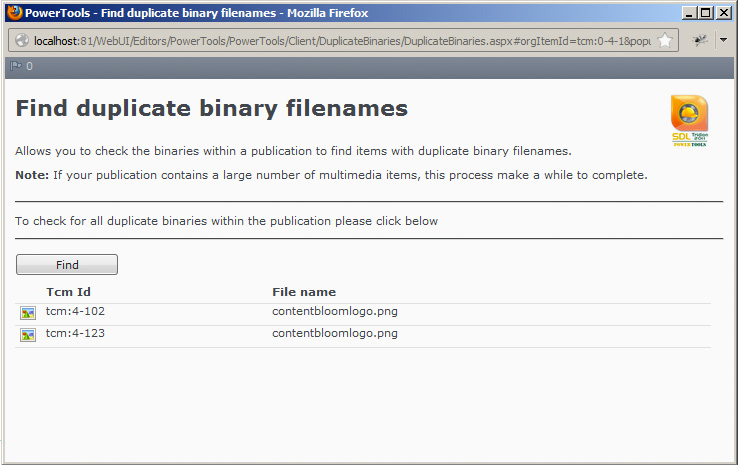 PowerTools - Find duplicate binary filenames - Mozilla Firefox
localhost:81/WebUI/Editors/PowerTools/PowerTools/Client/DuplicateBinaries/DuplicateBinaries.aspx#orgItemId=tcm:0-4-1&popu
0
Find duplicate binary filenames
SDL Tridion
2011
POWERTOOLS
Allows you to check the binaries within a publication to find items with duplicate binary filenames.
Note: If your publication contains a large number of multimedia items, this process make a while to complete.
To check for all duplicate binaries within the publication please click below
Find
Tcm Id File name
tcm:4-102 contentbloomlogo.png
tcm:4-123 contentbloomlogo.png